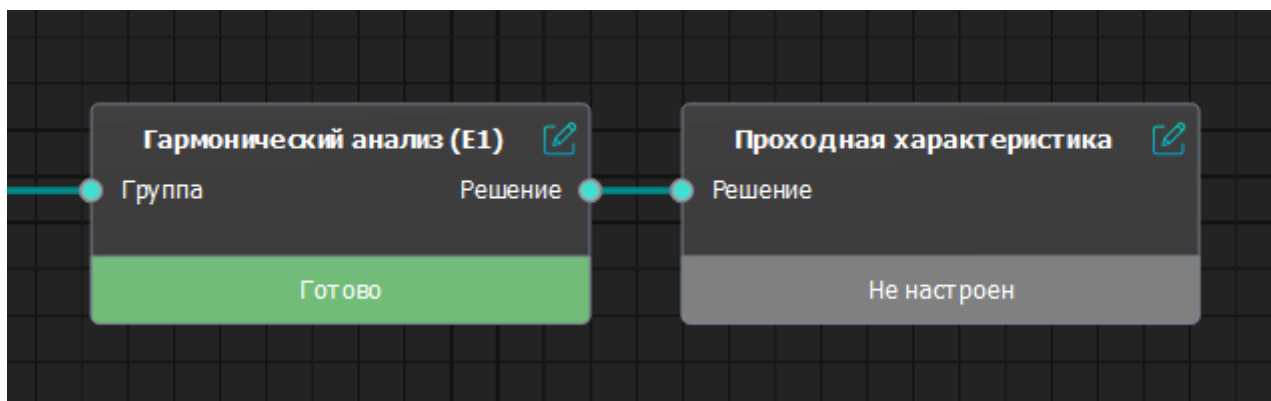 Гармонический анализ (E1)
Проходная характеристика
Группа
Решение
Решение
Готово
Не настроен